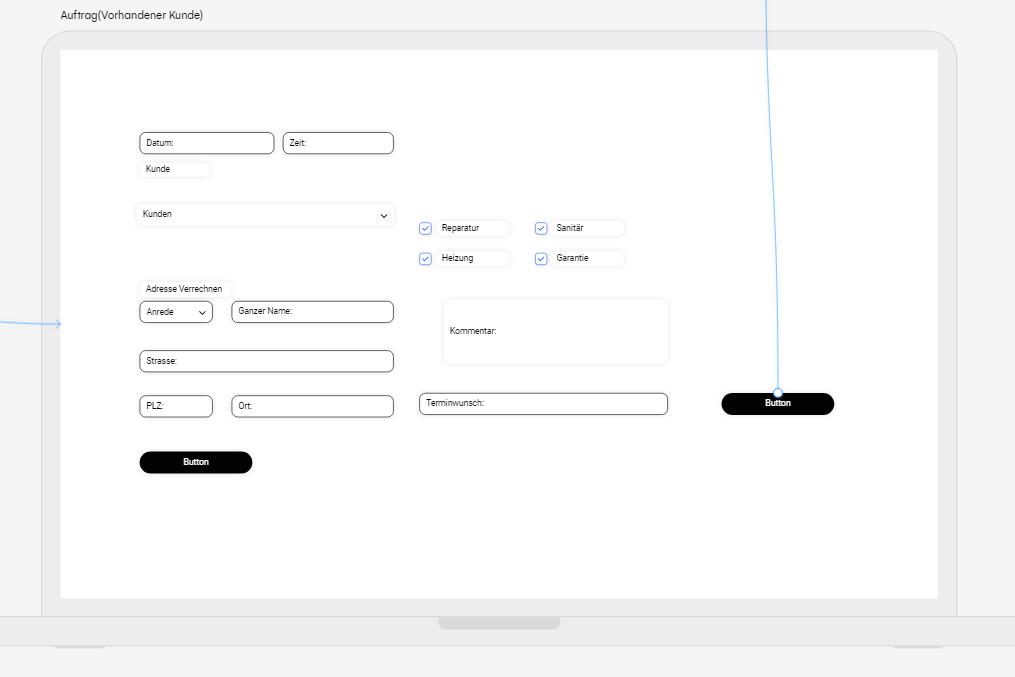 Auftrag(Vorhandener Kunde)
Datum:
Zeit:
Kunde
Kunden
Reparatur
Sanitär
Heizung
Garantie
Adresse Verrechnen
Anrede
Ganzer Name:
Kommentar:
Strasse:
PLZ:
Ort:
Terminwunsch:
Button
Button